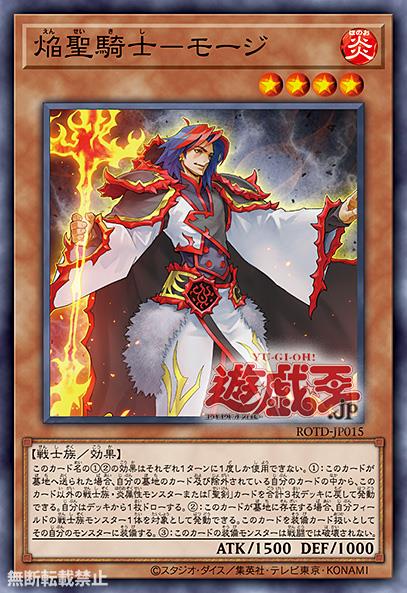 焔聖騎士－モージ
えん せい き し
炎
ほのお
YU-GI-OH!
遊戯王.jp
ROTD-JP015
【戦士族／効果】
このカード名の①②の効果はそれぞれ１ターンに１度しか使用できない。①：このカードが
墓地へ送られた場合、自分の墓地のカード及び除外されている自分のカードの中から、この
カード以外の戦士族・炎属性モンスターまたは「聖剣」カードを合計３枚デッキに戻して発動
できる。自分はデッキから１枚ドローする。②：このカードが墓地に存在する場合、自分フィ
ールドの戦士族モンスター１体を対象として発動できる。このカードを装備カード扱いとし
てその自分のモンスターに装備する。③：このカードの装備モンスターは戦闘では破壊されない。
ATK/1500 DEF/1000
無断転載禁止
©スタジオ・ダイス／集英社・テレビ東京・KONAMI